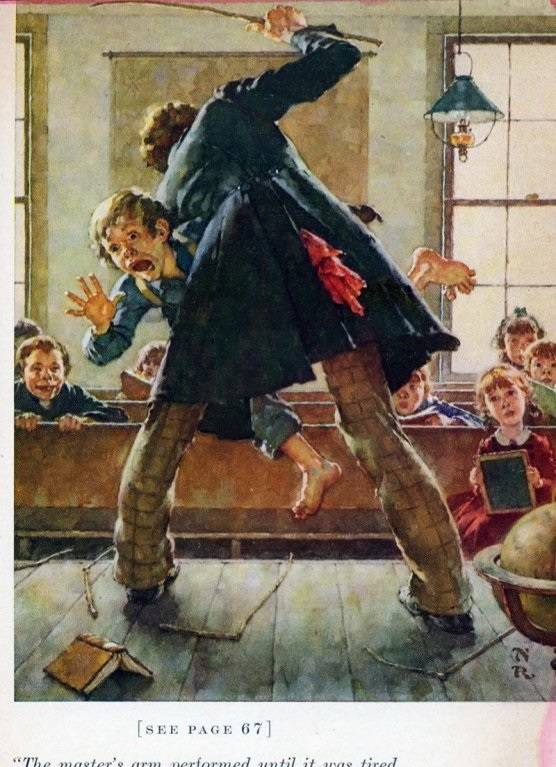 N
R
[SEE PAGE 67]
"The master's arm performed until it was tired